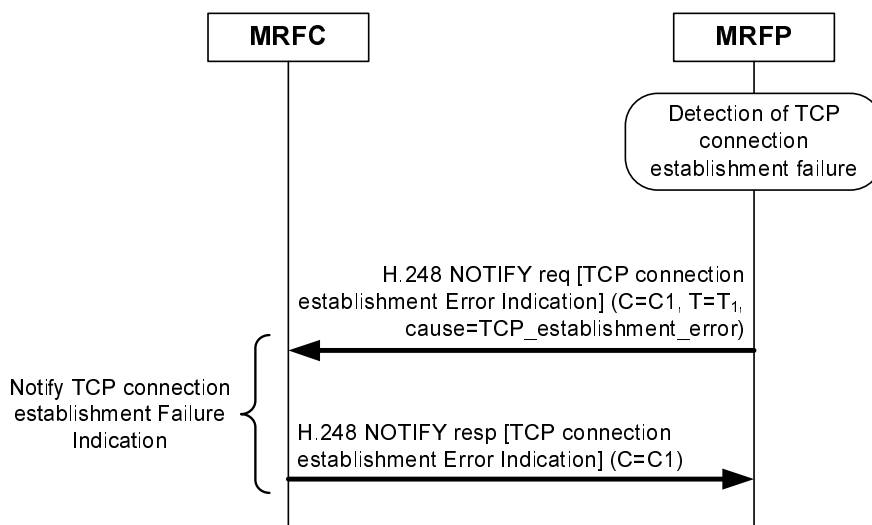 MRFC
MRFP
Detection of TCP
connection
establishment failure
H.248 NOTIFY req [TCP connection
establishment Error Indication] (C=C1, T=T₁,
cause=TCP_establishment_error)
Notify TCP connection
establishment Failure
Indication
H.248 NOTIFY resp [TCP connection
establishment Error Indication] (C=C1)